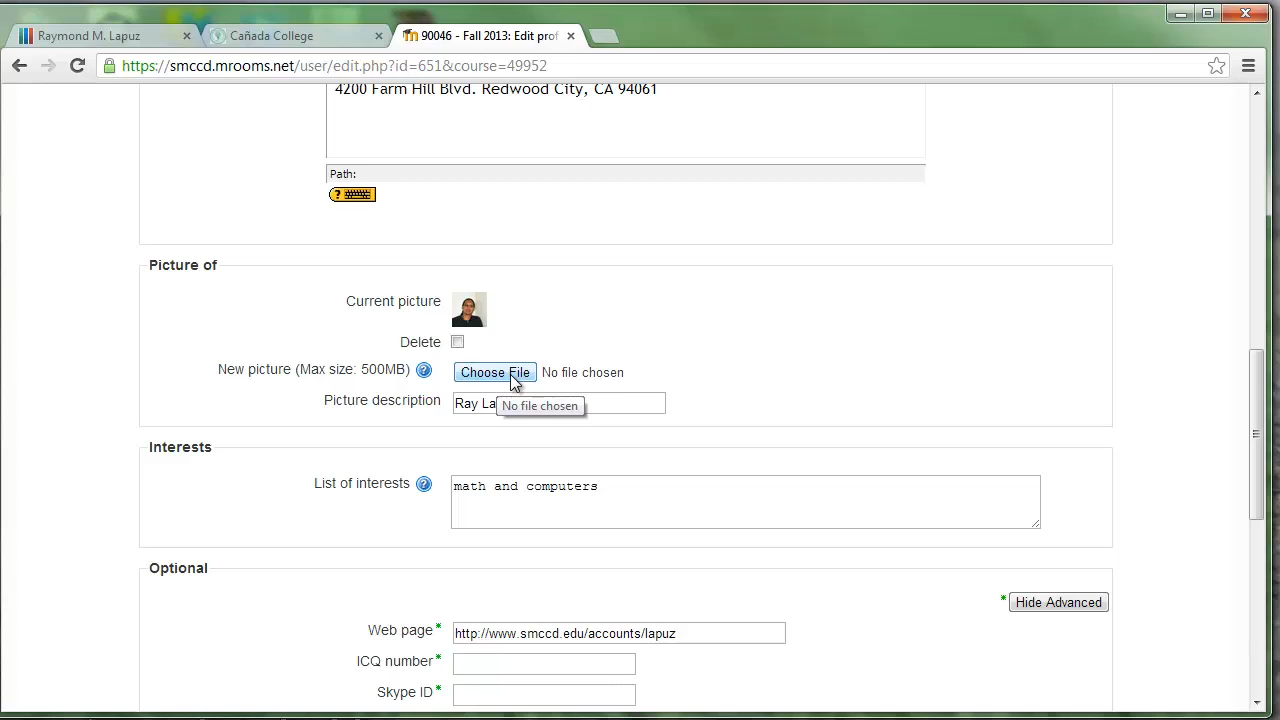 Raymond M. Lapuz
Cañada College
90046 - Fall 2013: Edit prof
https://smccd.mrooms.net/user/edit.php?id=651&course=49952
4200 Farm Hill Blvd. Redwood City, CA 94061
Path:
?
Picture of
Current picture
Delete
New picture (Max size: 500MB) ? Choose File No file chosen
Picture description Ray La
No file chosen
Interests
List of interests ? math and computers
Optional
* Hide Advanced
Web page* http://www.smccd.edu/accounts/lapuz
ICQ number*
Skype ID*